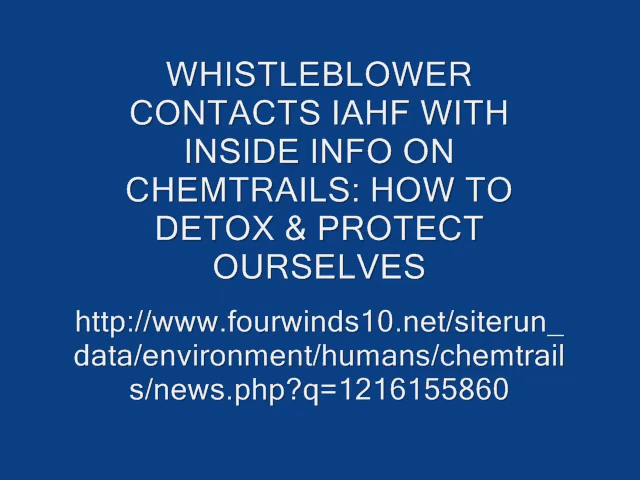 WHISTLEBLOWER
CONTACTS IAHF WITH
INSIDE INFO ON
CHEMTRAILS: HOW TO
DETOX & PROTECT
OURSELVES
http://www.fourwinds10.net/siterun_
data/environment/humans/chemtrail
s/news.php?q=1216155860